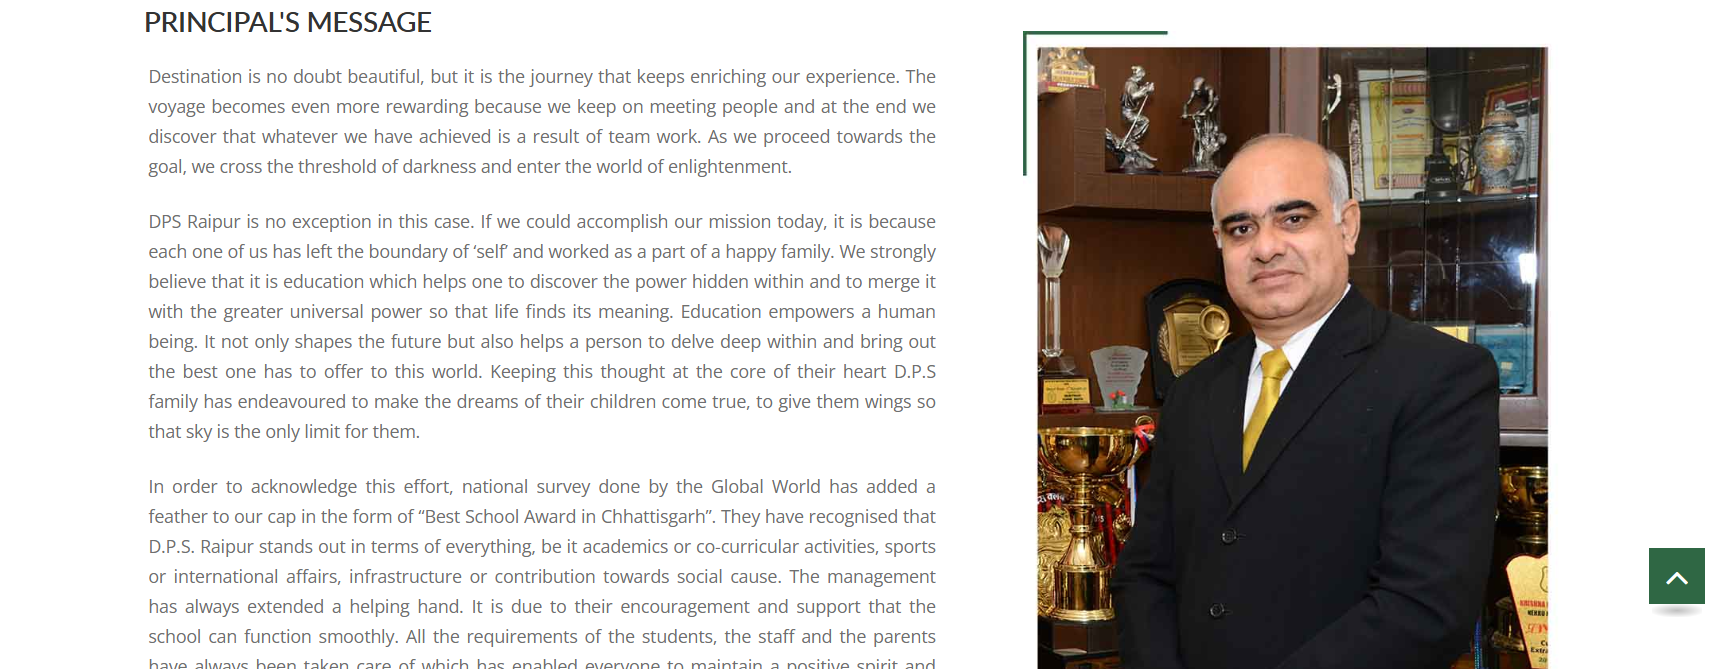 PRINCIPAL'S MESSAGE
Destination is no doubt beautiful, but it is the journey that keeps enriching our experience. The
voyage becomes even more rewarding because we keep on meeting people and at the end we
discover that whatever we have achieved is a result of team work. As we proceed towards the
goal, we cross the threshold of darkness and enter the world of enlightenment.
DPS Raipur is no exception in this case. If we could accomplish our mission today, it is because
each one of us has left the boundary of ‘self’ and worked as a part of a happy family. We strongly
believe that it is education which helps one to discover the power hidden within and to merge it
with the greater universal power so that life finds its meaning. Education empowers a human
being. It not only shapes the future but also helps a person to delve deep within and bring out
the best one has to offer to this world. Keeping this thought at the core of their heart D.P.S
family has endeavoured to make the dreams of their children come true, to give them wings so
that sky is the only limit for them.
In order to acknowledge this effort, national survey done by the Global World has added a
feather to our cap in the form of “Best School Award in Chhattisgarh”. They have recognised that
D.P.S. Raipur stands out in terms of everything, be it academics or co-curricular activities, sports
or international affairs, infrastructure or contribution towards social cause. The management
has always extended a helping hand. It is due to their encouragement and support that the
school can function smoothly. All the requirements of the students, the staff and the parents
have always been taken care of which has enabled everyone to maintain a positive spirit and